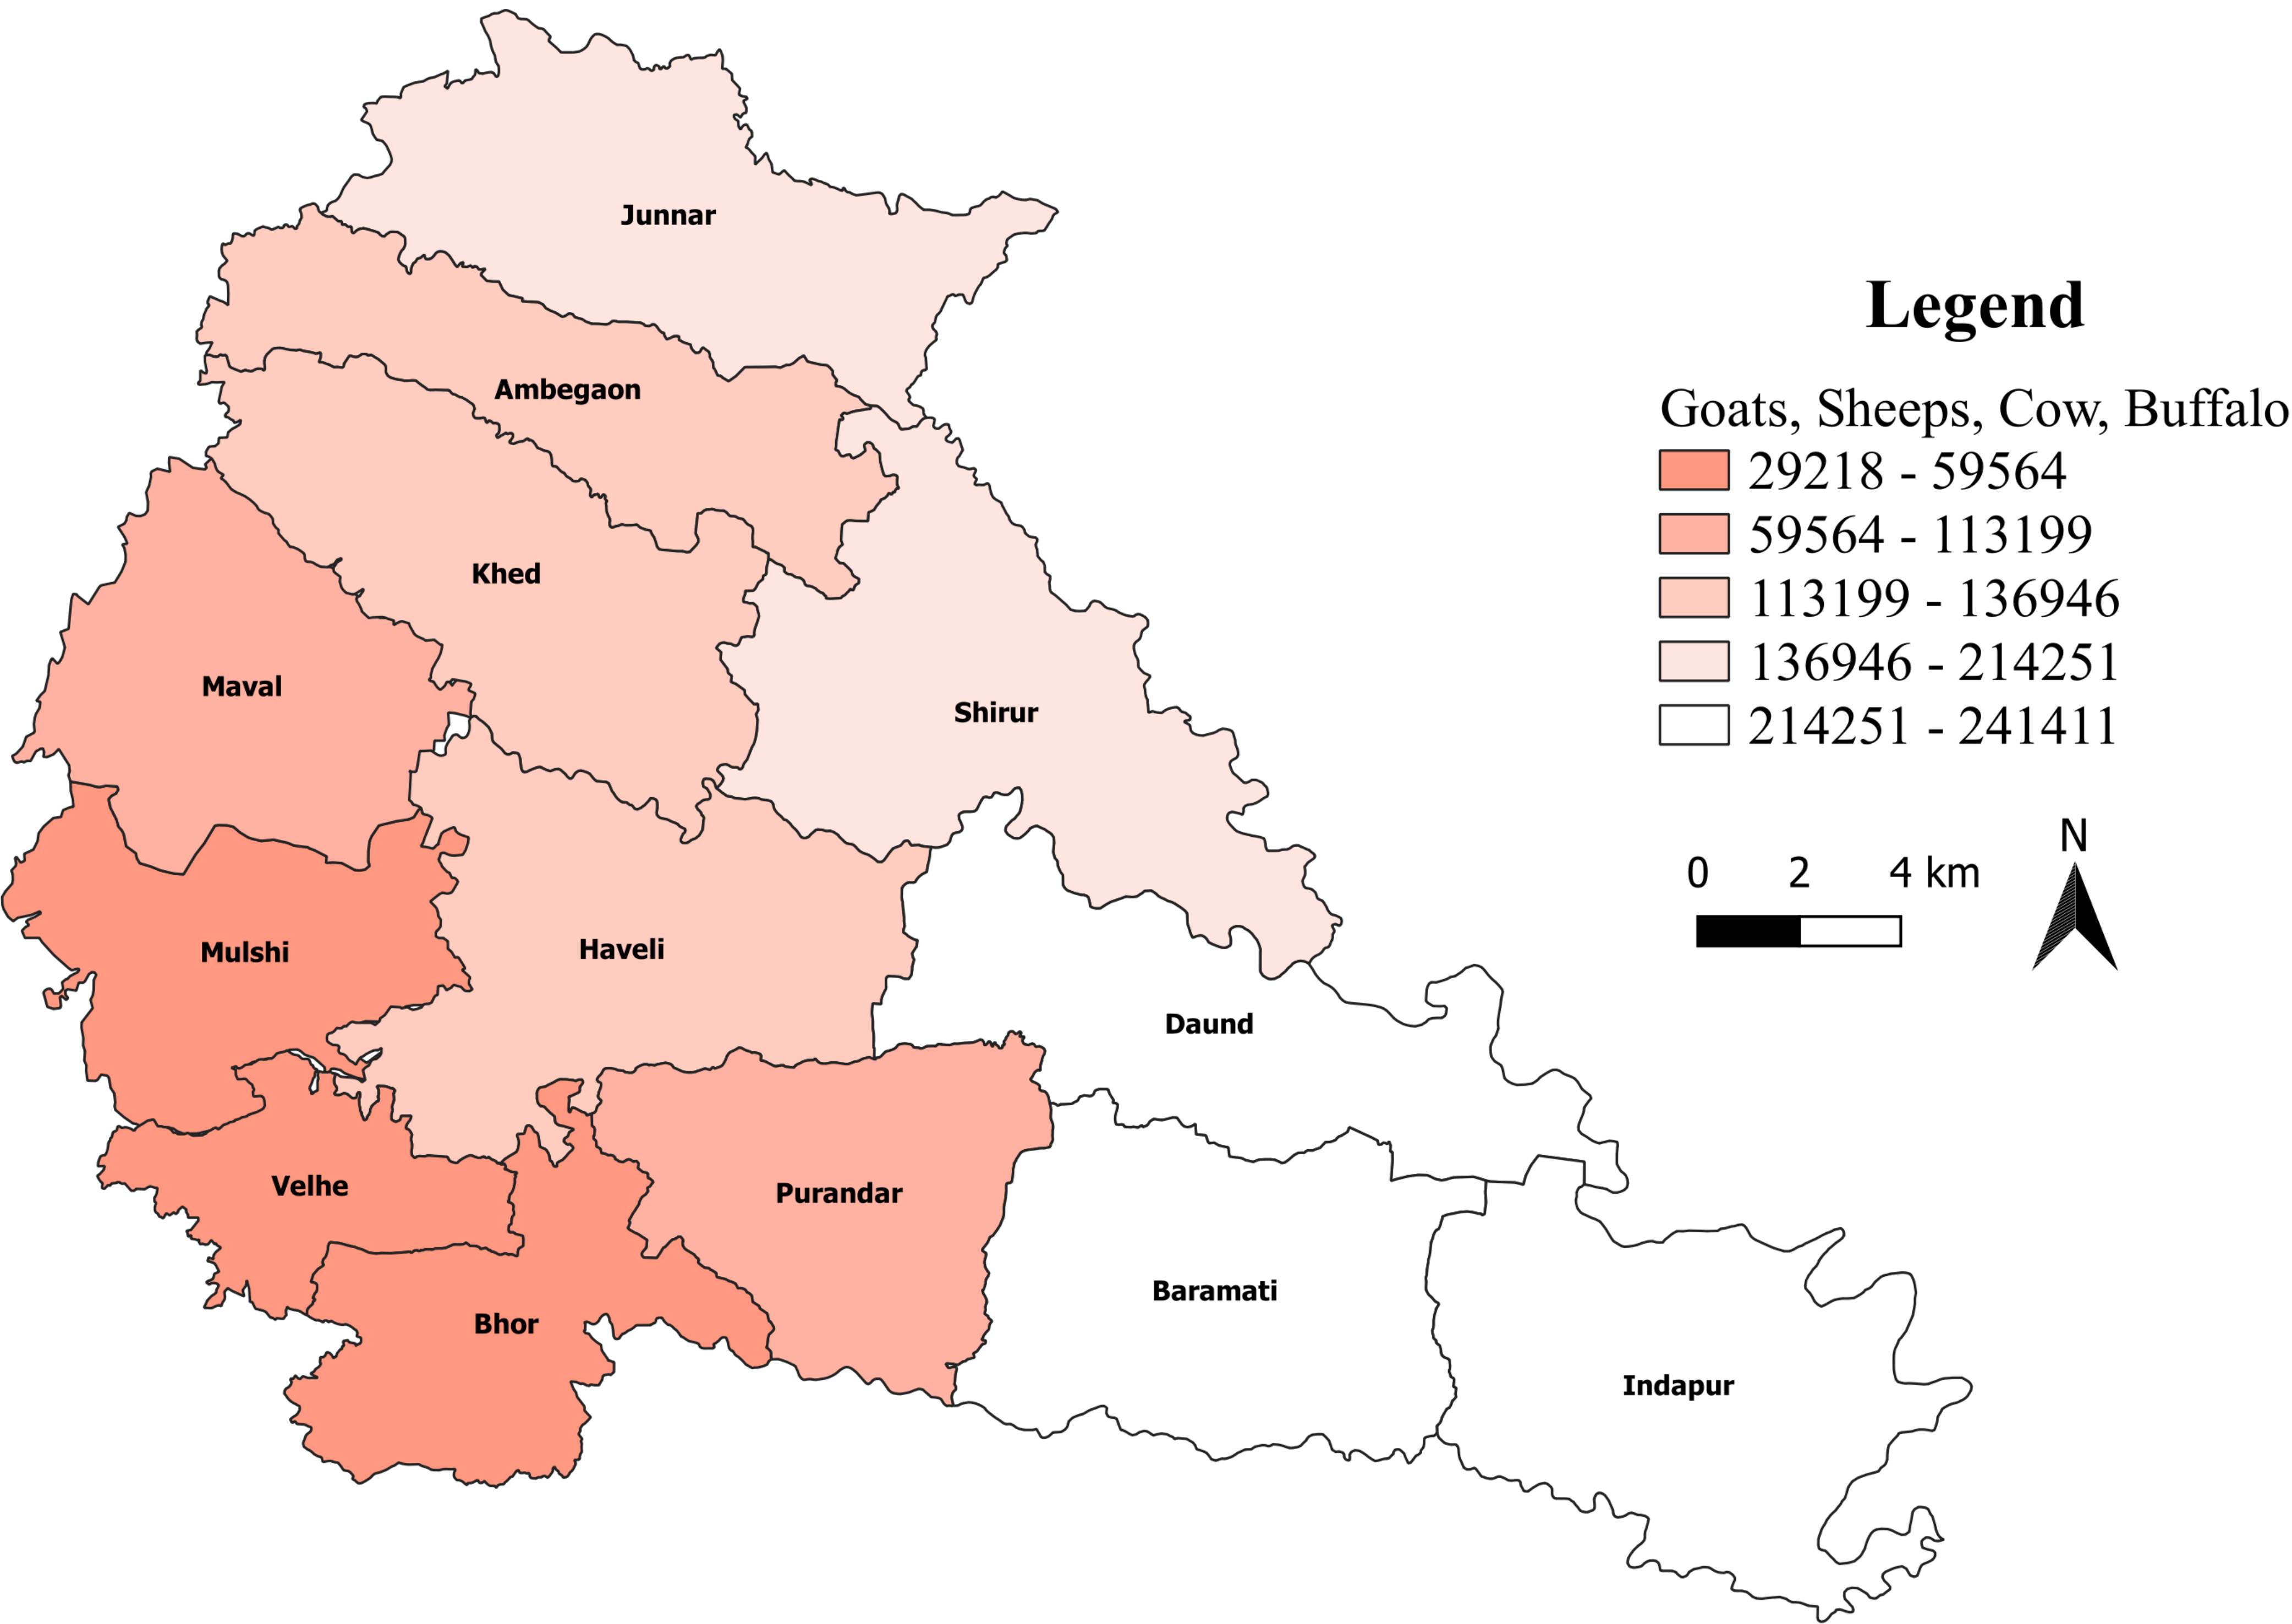 Junnar
Ambegaon
Khed
Maval
Shirur
Mulshi
Haveli
Daund
Velhe
Purandar
Bhor
Baramati
Indapur
Legend
Goats, Sheeps, Cow, Buffalo
29218 - 59564
59564 - 113199
113199 - 136946
136946 - 214251
214251 - 241411
0 2 4 km
N